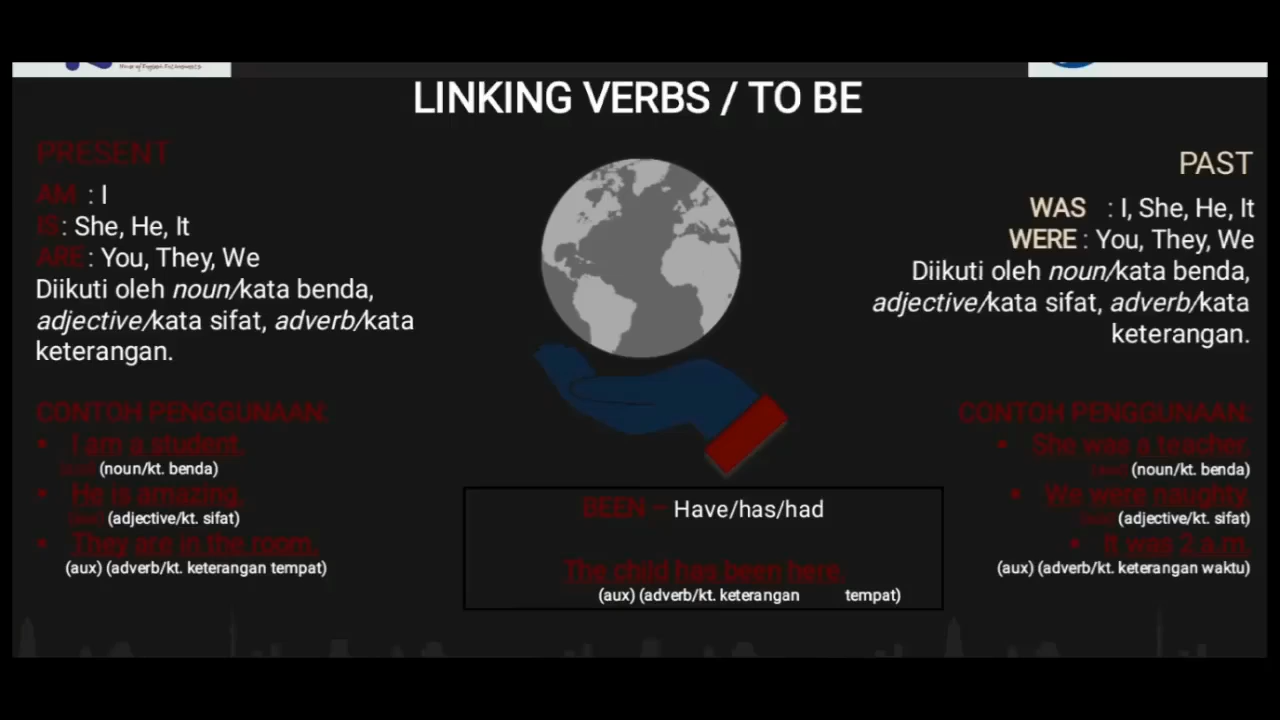 LINKING VERBS / TO BE
PRESENT
AM : I
IS : She, He, It
ARE : You, They, We
Diikuti oleh noun/kata benda,
adjective/kata sifat, adverb/kata
keterangan.
CONTOH PENGGUNAAN:
• I am a student.
(noun/kt. benda)
• He is amazing.
(adjective/kt. sifat)
• They are in the room.
(aux) (adverb/kt. keterangan tempat)
BEEN – Have/has/had
The child has been here.
(aux) (adverb/kt. keterangan tempat)
PAST
WAS : I, She, He, It
WERE : You, They, We
Diikuti oleh noun/kata benda,
adjective/kata sifat, adverb/kata
keterangan.
CONTOH PENGGUNAAN:
• She was a teacher.
(noun/kt. benda)
• We were naughty.
(adjective/kt. sifat)
• It was 2 a.m.
(aux) (adverb/kt. keterangan waktu)